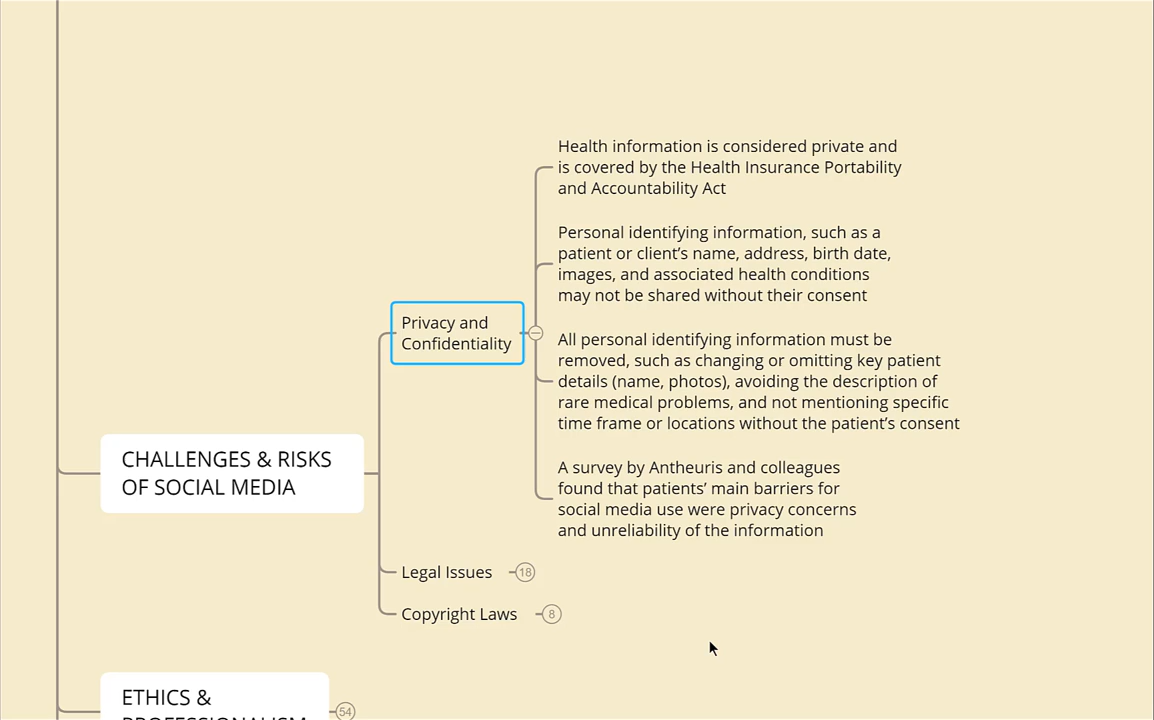 Health information is considered private and
is covered by the Health Insurance Portability
and Accountability Act
Personal identifying information, such as a
patient or client’s name, address, birth date,
images, and associated health conditions
may not be shared without their consent
Privacy and
Confidentiality
All personal identifying information must be
removed, such as changing or omitting key patient
details (name, photos), avoiding the description of
rare medical problems, and not mentioning specific
time frame or locations without the patient’s consent
CHALLENGES & RISKS
OF SOCIAL MEDIA
A survey by Antheuris and colleagues
found that patients’ main barriers for
social media use were privacy concerns
and unreliability of the information
Legal Issues 18
Copyright Laws 8
ETHICS &
PROFESSIONALISM 54